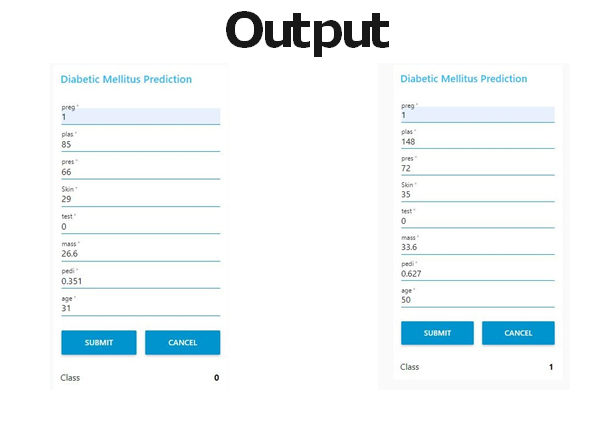 Output
Diabetic Mellitus Prediction
preg *
1
plas *
85
pres *
66
Skin *
29
test *
0
mass *
26.6
pedi *
0.351
age *
31
SUBMIT CANCEL
Class 0
Diabetic Mellitus Prediction
preg *
1
plas *
148
pres *
72
Skin *
35
test *
0
mass *
33.6
pedi *
0.627
age *
50
SUBMIT CANCEL
Class 1